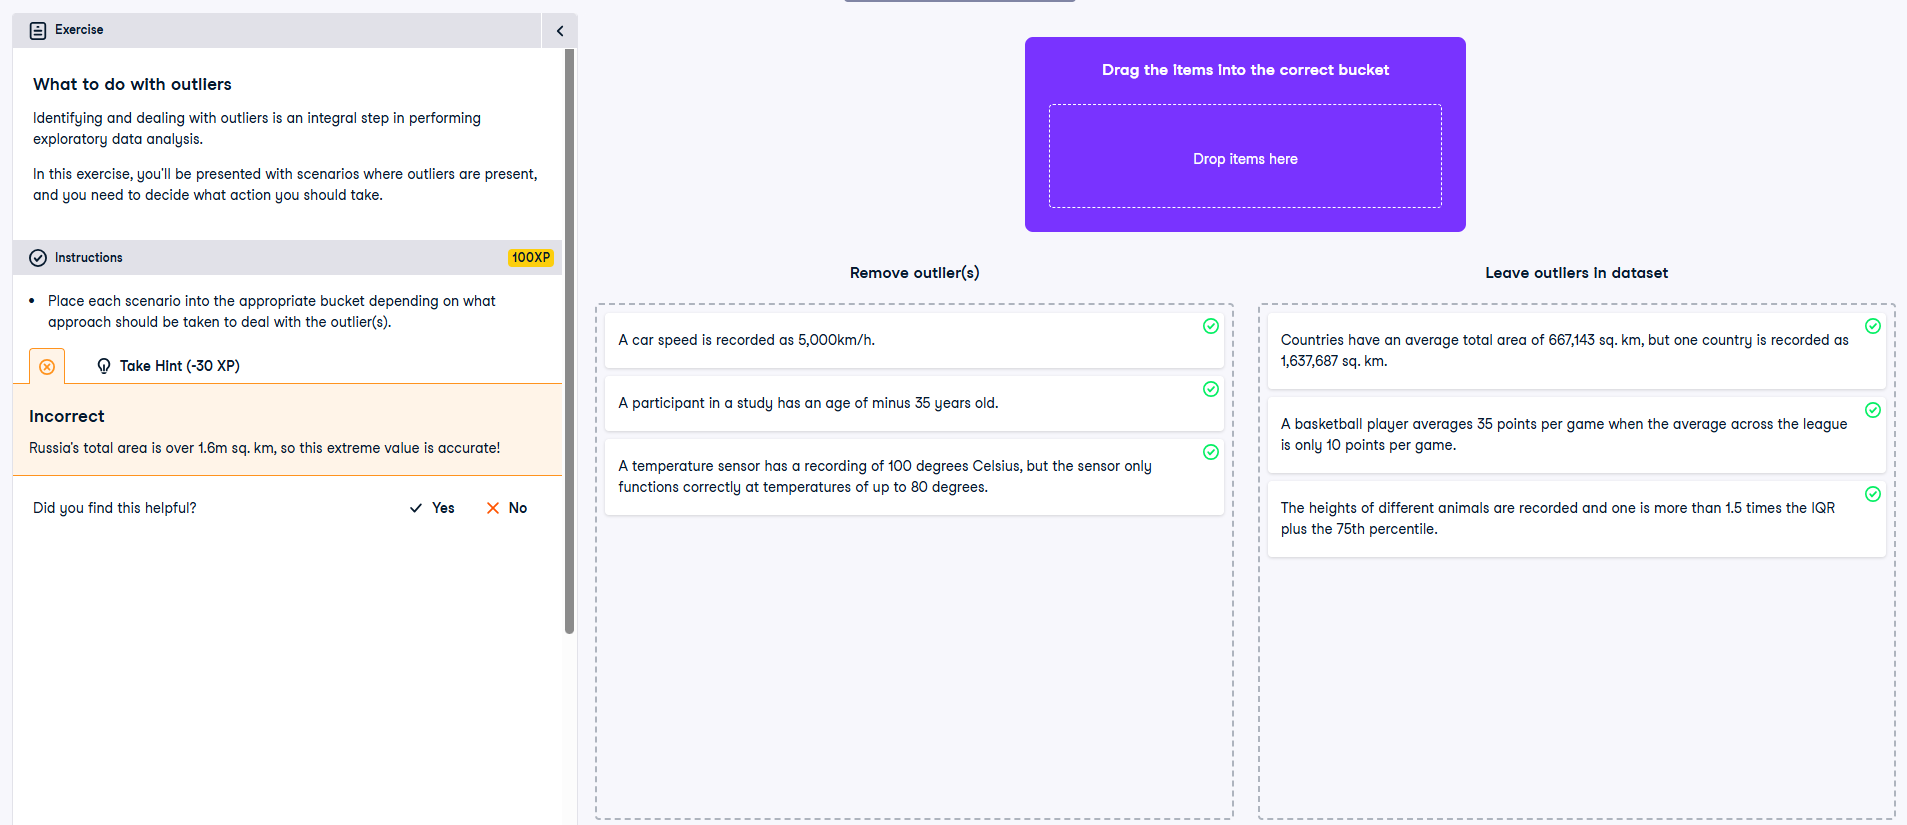 Exercise
What to do with outliers
Identifying and dealing with outliers is an integral step in performing
exploratory data analysis.
In this exercise, you'll be presented with scenarios where outliers are present,
and you need to decide what action you should take.
Instructions
100XP
Place each scenario into the appropriate bucket depending on what
approach should be taken to deal with the outlier(s).
Take Hint (-30 XP)
Incorrect
Russia's total area is over 1.6m sq. km, so this extreme value is accurate!
Did you find this helpful?
Yes
No
Drag the items into the correct bucket
Drop items here
Remove outlier(s)
A car speed is recorded as 5,000km/h.
A participant in a study has an age of minus 35 years old.
A temperature sensor has a recording of 100 degrees Celsius, but the sensor only
functions correctly at temperatures of up to 80 degrees.
Leave outliers in dataset
Countries have an average total area of 667,143 sq. km, but one country is recorded as
1,637,687 sq. km.
A basketball player averages 35 points per game when the average across the league
is only 10 points per game.
The heights of different animals are recorded and one is more than 1.5 times the IQR
plus the 75th percentile.